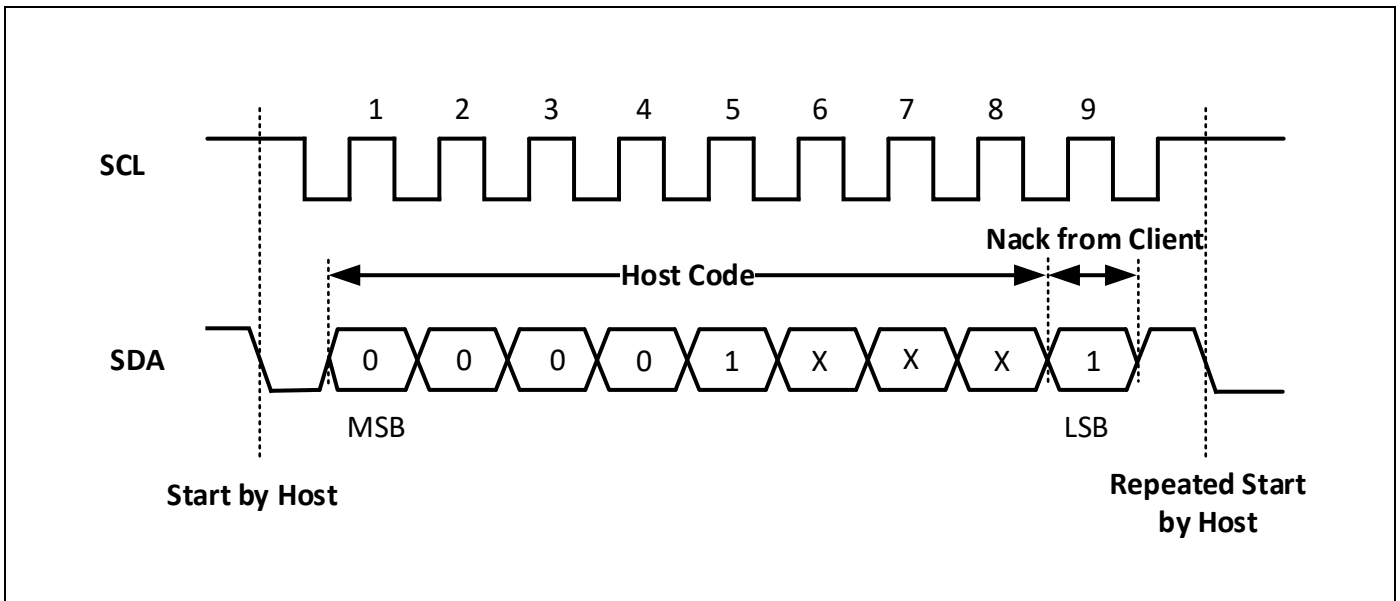 1 2 3 4 5 6 7 8 9
SCL
Nack from Client
Host Code
SDA
0 0 0 0 1 X X X 1
MSB LSB
Start by Host
Repeated Start
by Host